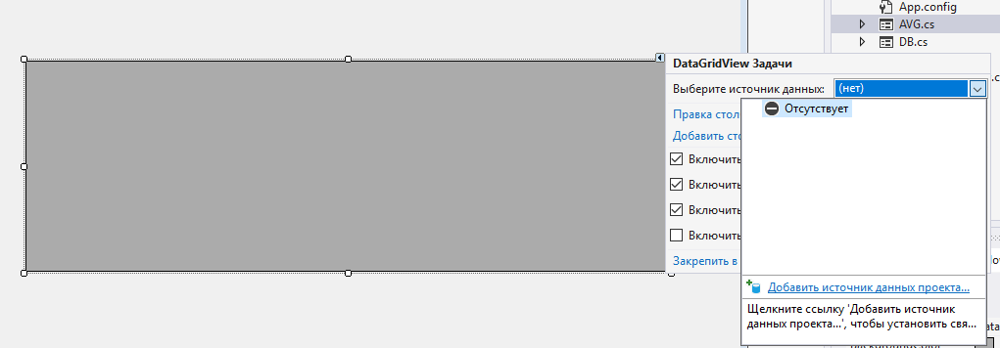 App.config
AVG.cs
DB.cs
DataGridView Задачи
Выберите источник данных:
(нет)
Отсутствует
Правка стол
Добавить сто
Включить
Включить
Включить
Включить
Закрепить в
Добавить источник данных проекта...
Щелкните ссылку 'Добавить источник
данных проекта...', чтобы установить свя...